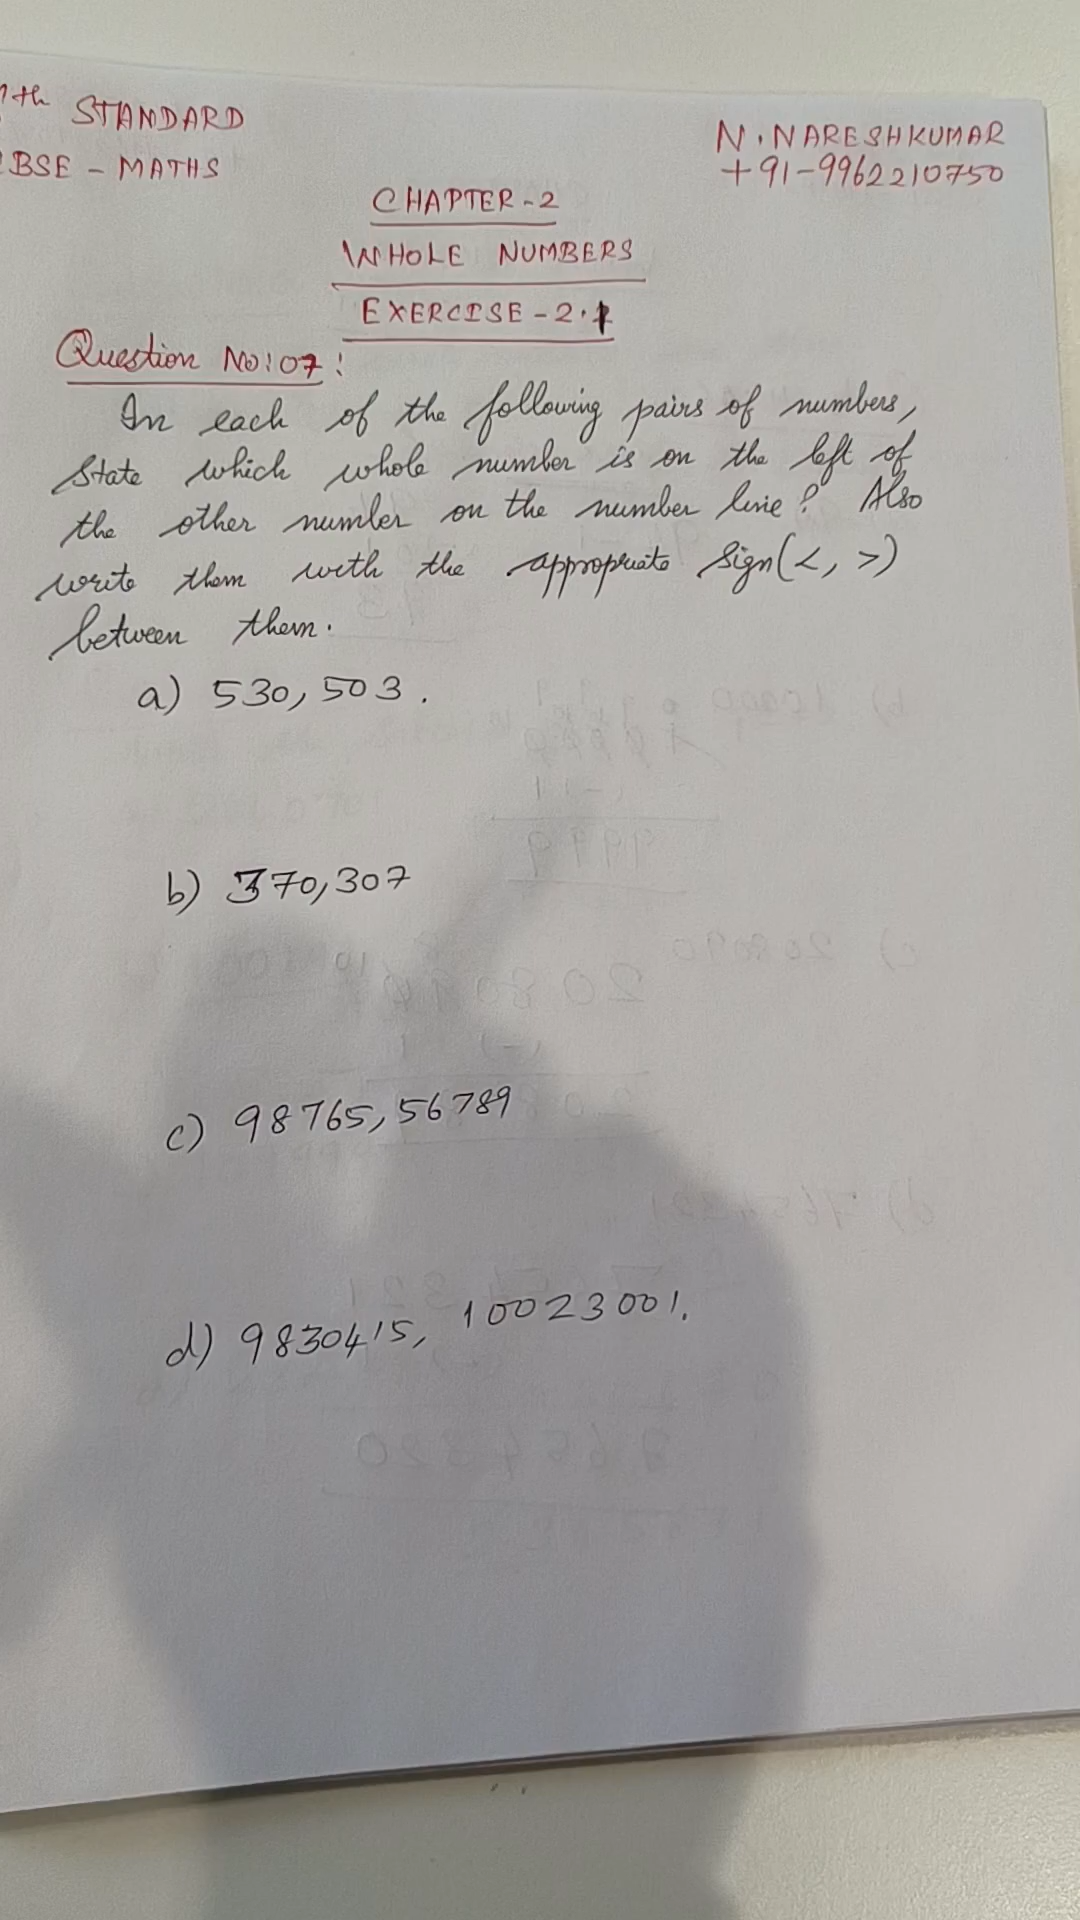 th STANDARD
BSE - MATHS
N. NARESHKUMAR
+91-9962210750
CHAPTER-2
WHOLE NUMBERS
EXERCISE-2.1
Question No:07:
In each of the following pairs of numbers,
State which whole number is on the left of
the other number on the number line? Also
write them with the appropriate Sign(<, >)
between them.
a) 530, 503.
b) 370, 307
c) 98765, 56789
d) 9830415, 10023001.